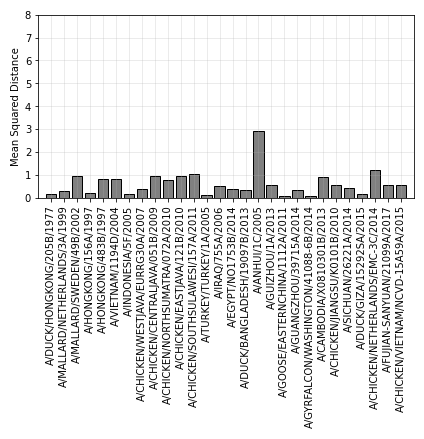 8
7
6
5
4
3
2
1
0
Mean Squared Distance
A/DUCK/HONGKONG/205B/1977
A/MALLARD/NETHERLANDS/3A/1999
A/MALLARD/SWEDEN/49B/2002
A/HONGKONG/156A/1997
A/HONGKONG/483B/1997
A/VIETNAM/1194D/2004
A/INDONESIA/5F/2005
A/CHICKEN/WESTJAVA/EURRG30A/2007
A/CHICKEN/CENTRALJAVA/051B/2009
A/CHICKEN/NORTHSUMATRA/072A/2010
A/CHICKEN/EASTJAVA/121B/2010
A/CHICKEN/SOUTHSULAWESI/157A/2011
A/TURKEY/TURKEY/1A/2005
A/IRAQ/755A/2006
A/EGYPT/NO1753B/2014
A/DUCK/BANGLADESH/19097B/2013
A/ANHUI/1C/2005
A/GUIZHOU/1A/2013
A/GOOSE/EASTERNCHINA/1112A/2011
A/GUANGZHOU/39715A/2014
A/GYRFALCON/WASHINGTON/41088-6B/2014
A/CAMBODIA/X0810301B/2013
A/CHICKEN/JIANGSU/K0101B/2010
A/SICHUAN/26221A/2014
A/DUCK/GIZA/15292SA/2015
A/CHICKEN/NETHERLANDS/EMC-3C/2014
A/FUJIAN-SANYUAN/21099A/2017
A/CHICKEN/VIETNAM/NCVD-15A59A/2015